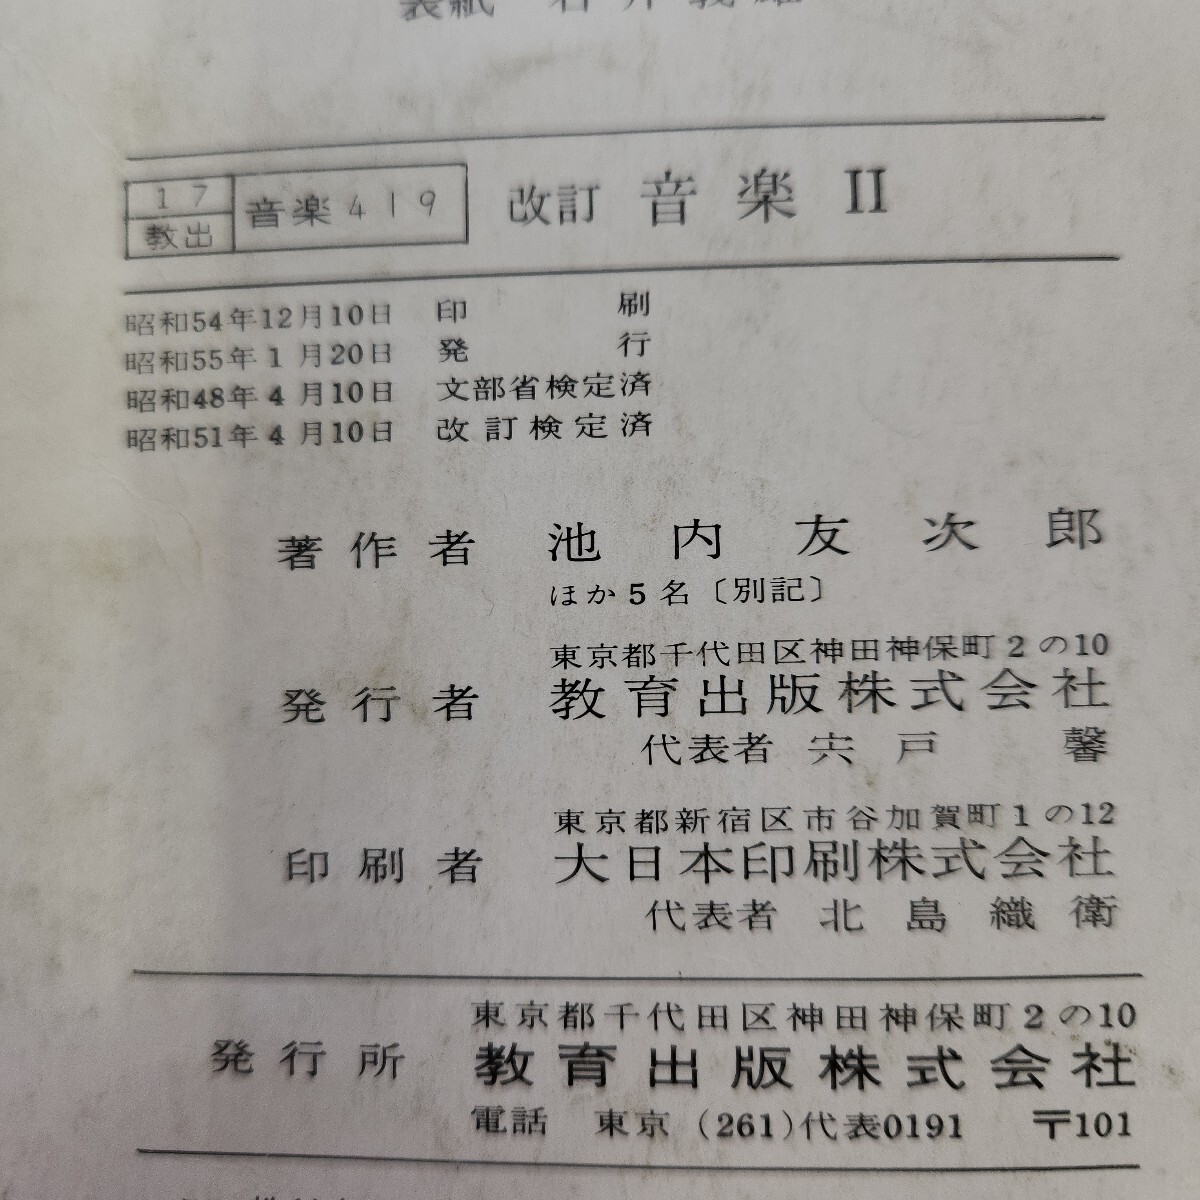 17
教出
音楽419
改訂 音楽 II
昭和54年12月10日 印刷
昭和55年1月20日 発行
昭和48年4月10日 文部省検定済
昭和51年4月10日 改訂検定済
著作者 池内友次郎
ほか5名〔別記〕
東京都千代田区神田神保町2の10
発行者 教育出版株式会社
代表者 宍戸 馨
東京都新宿区市谷加賀町1の12
印刷者 大日本印刷株式会社
代表者 北島織衛
東京都千代田区神田神保町2の10
発行所 教育出版株式会社
電話 東京 (261)代表0191 〒101